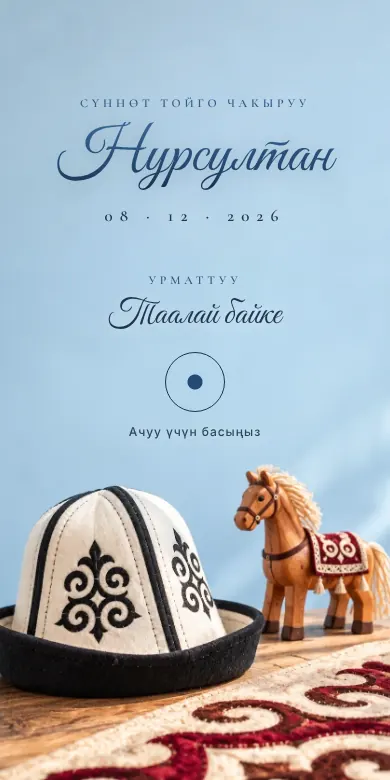 СҮННӨТ ТОЙГО ЧАКЫРУУ
Нурсултан
08 · 12 · 2026
УРМАТТУУ
Таалай байке
Ачуу үчүн басыңыз